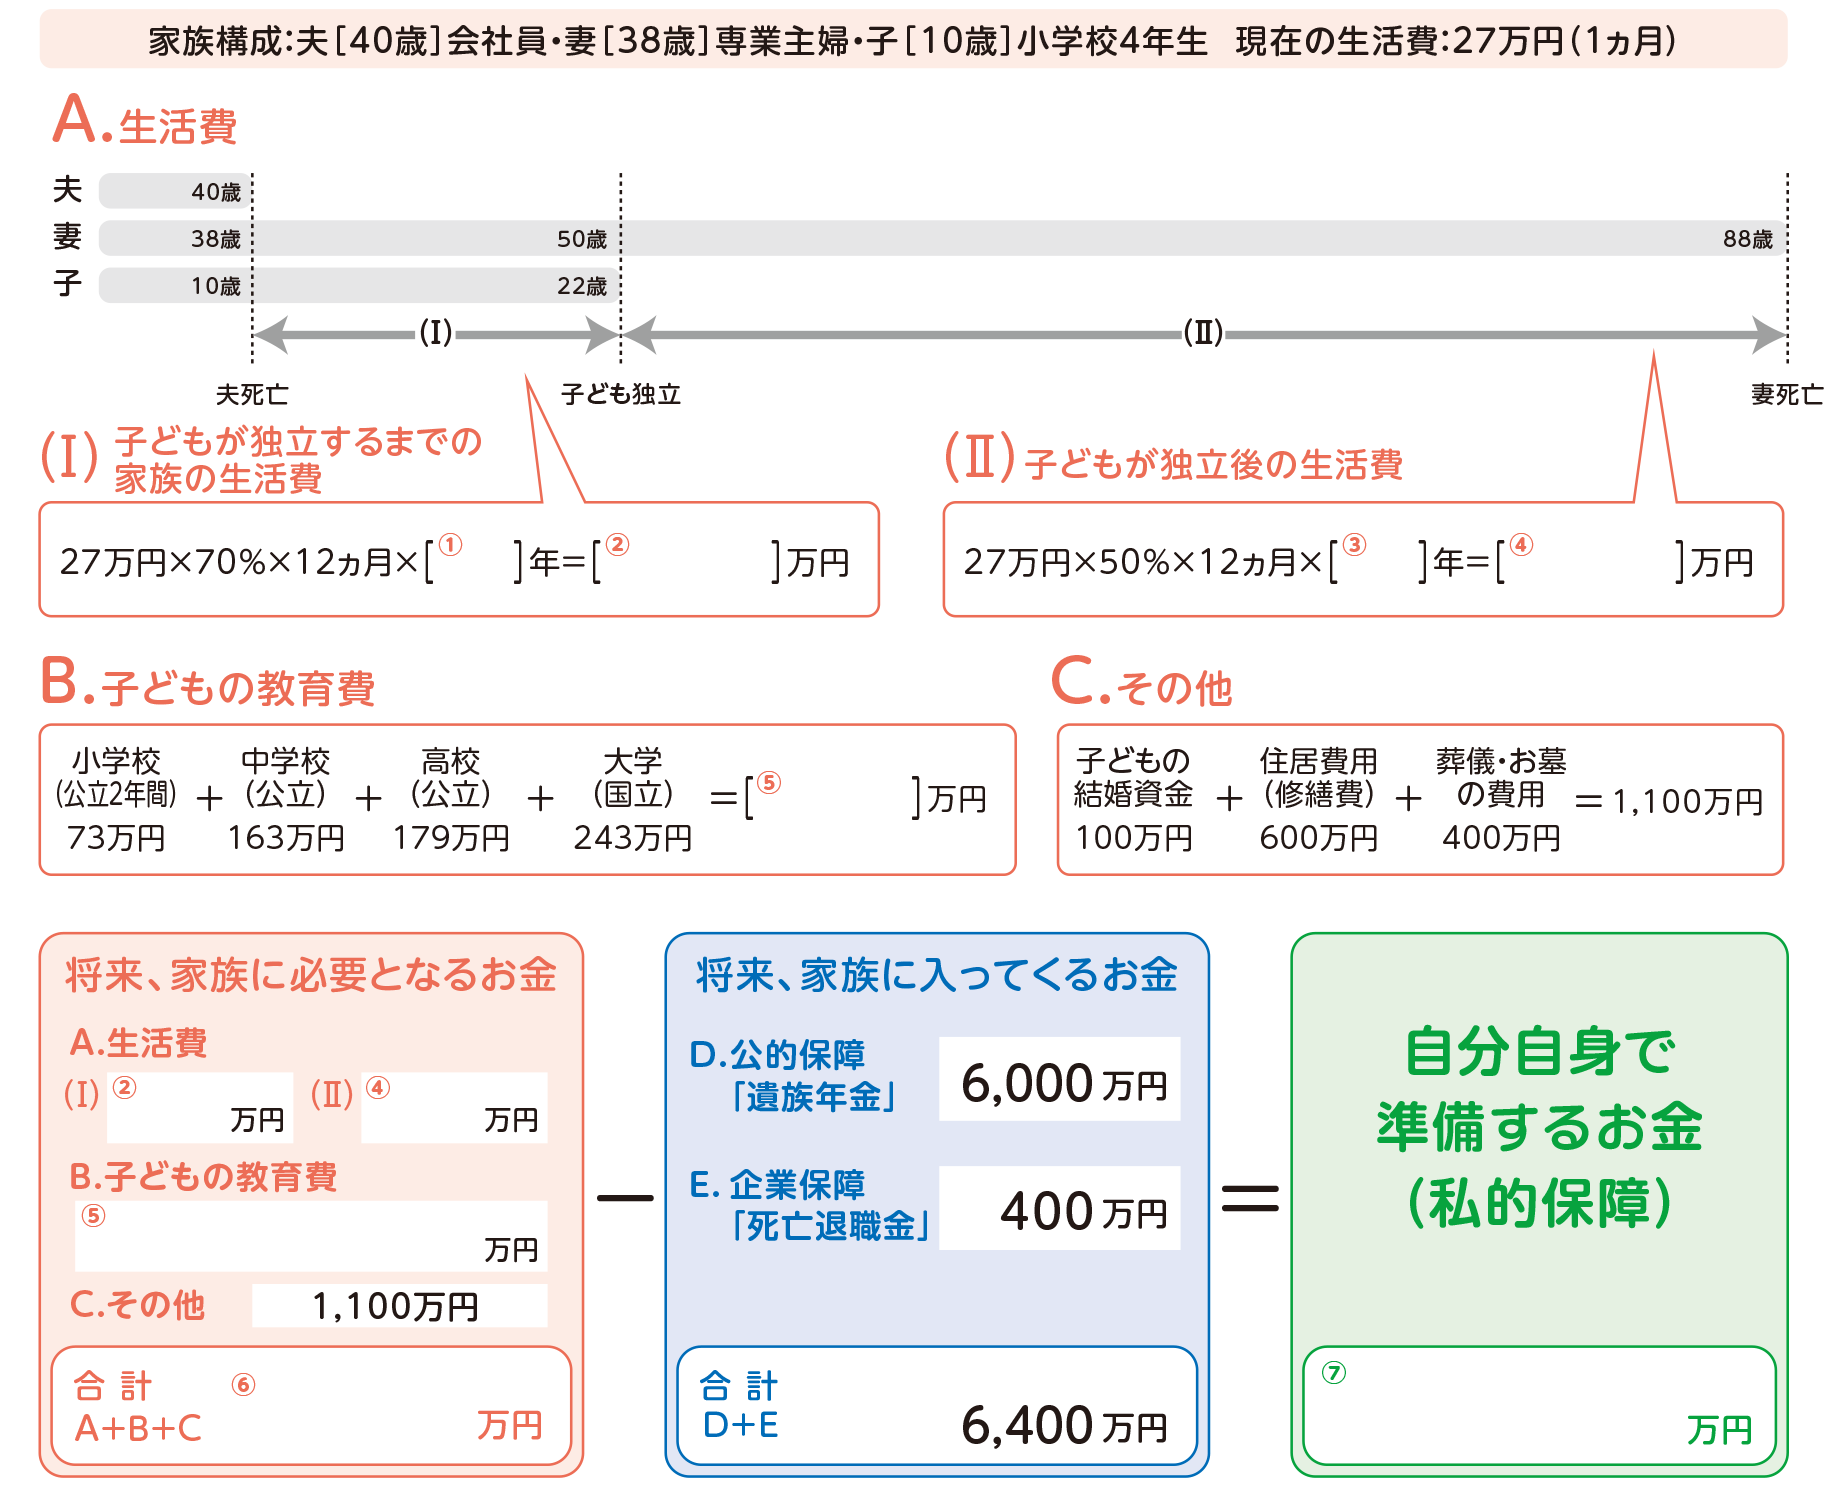 家族構成:夫[40歳]会社員・妻[38歳]専業主婦・子[10歳]小学校4年生　現在の生活費:27万円(1ヵ月)
A.生活費
夫 40歳
妻 38歳 50歳 88歳
子 10歳 22歳
(Ⅰ) (Ⅱ)
夫死亡 子ども独立 妻死亡
(Ⅰ) 子どもが独立するまでの
家族の生活費
27万円×70%×12ヵ月×[① ]年=[② ]万円
(Ⅱ) 子どもが独立後の生活費
27万円×50%×12ヵ月×[③ ]年=[④ ]万円
B.子どもの教育費
小学校 中学校 高校 大学
(公立2年間) + (公立) + (公立) + (国立) =[⑤ ]万円
73万円 163万円 179万円 243万円
C.その他
子どもの 住居費用 葬儀・お墓
結婚資金 + (修繕費) + の費用 =1,100万円
100万円 600万円 400万円
将来、家族に必要となるお金
A.生活費
(Ⅰ) ② 万円 (Ⅱ) ④ 万円
B.子どもの教育費
⑤ 万円
C.その他 1,100万円
合計 ⑥
A+B+C 万円
−
将来、家族に入ってくるお金
D.公的保障
「遺族年金」 6,000万円
E.企業保障
「死亡退職金」 400万円
合計
D+E 6,400万円
=
自分自身で
準備するお金
(私的保障)
⑦ 万円